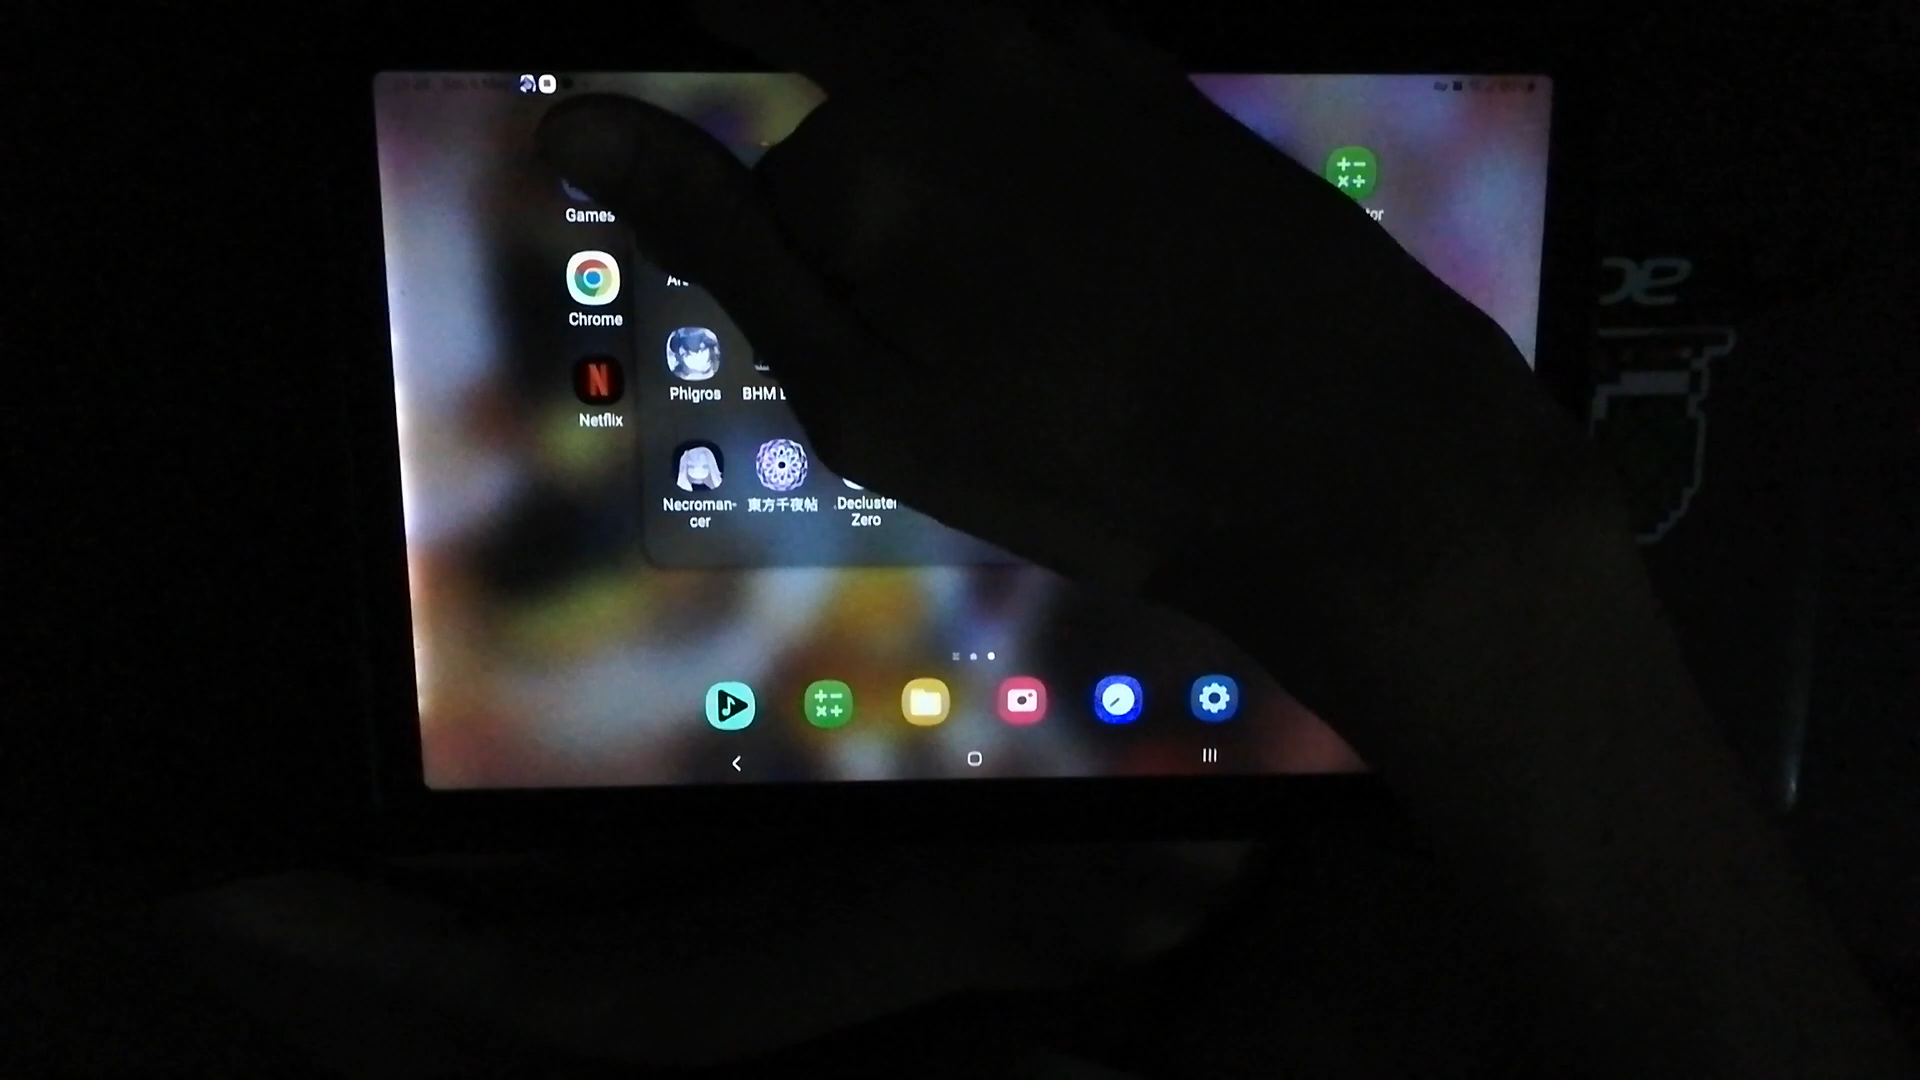 Games
Chrome
Netflix
Phigros
BHM
Necroman-
cer
東方千夜帖
Decluster
Zero